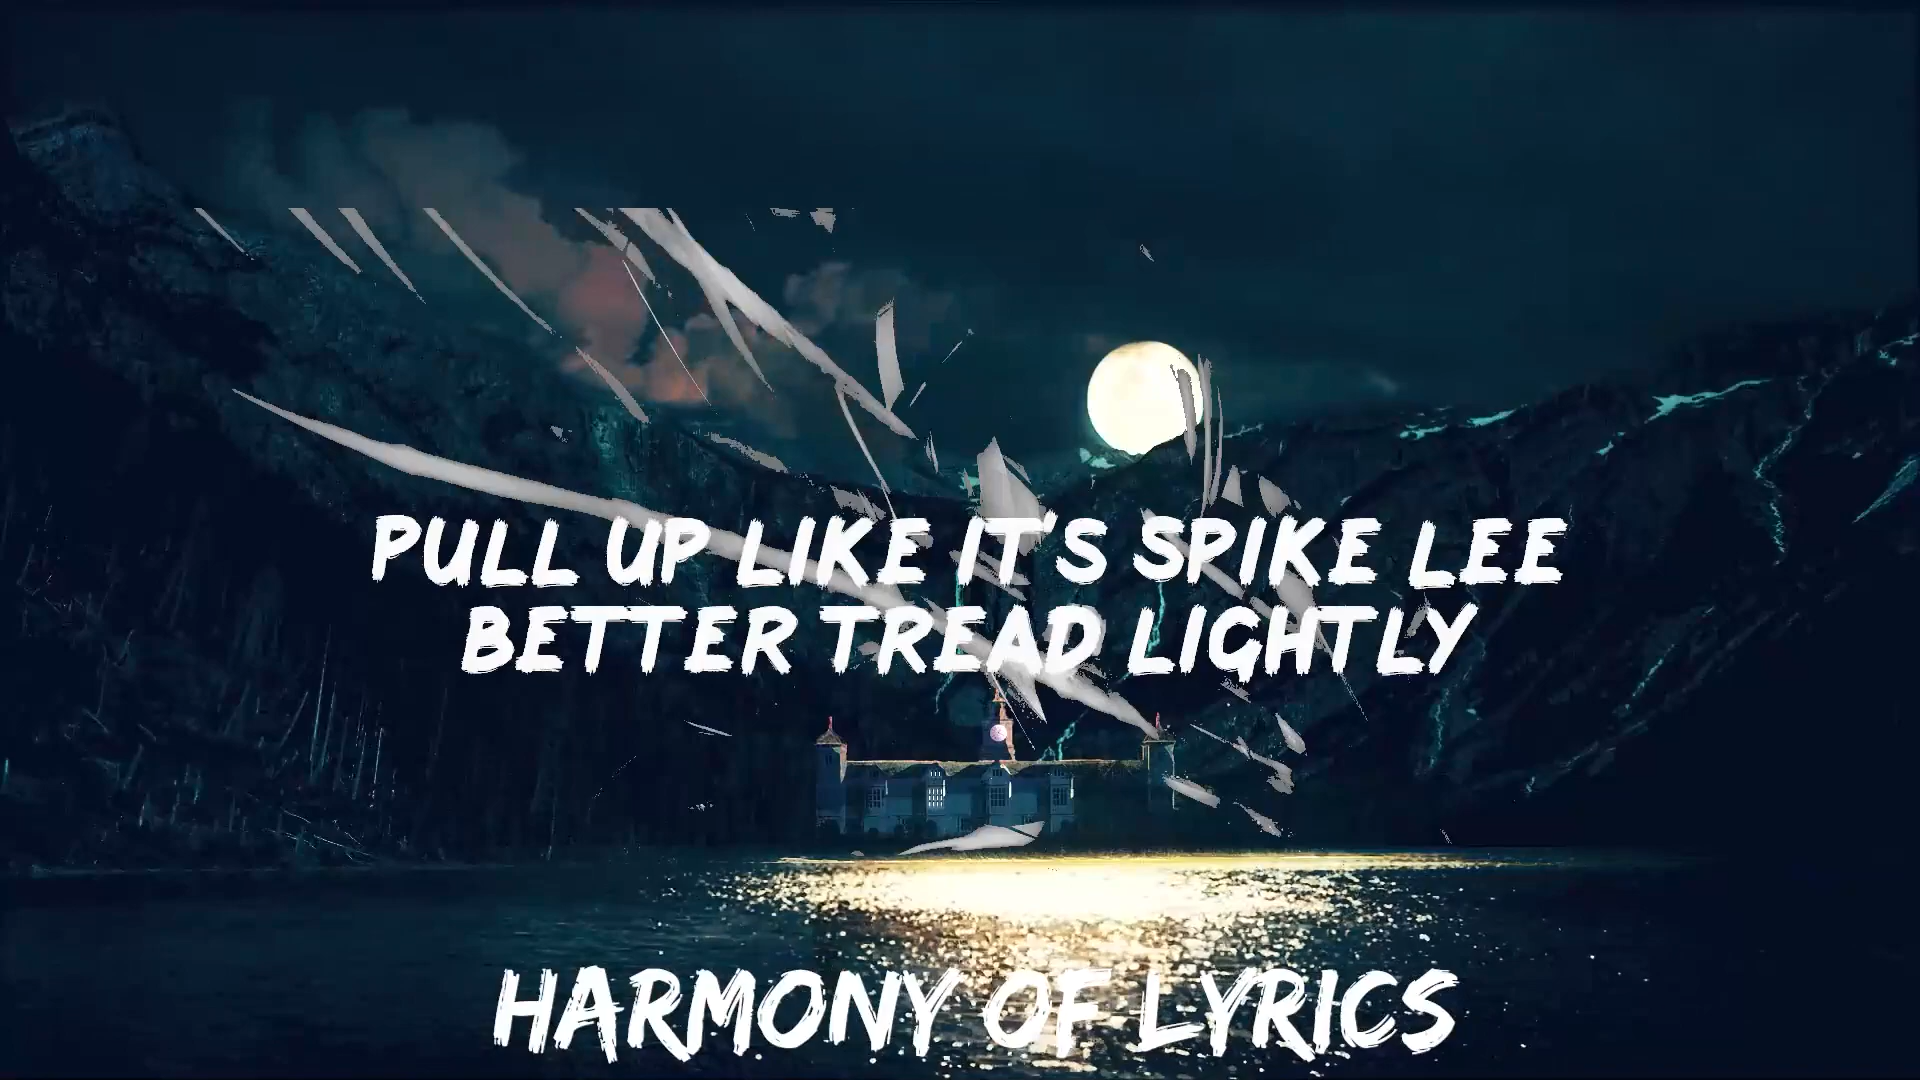 PULL UP LIKE IT'S SPIKE LEE
BETTER TREAD LIGHTLY
HARMONY OF LYRICS